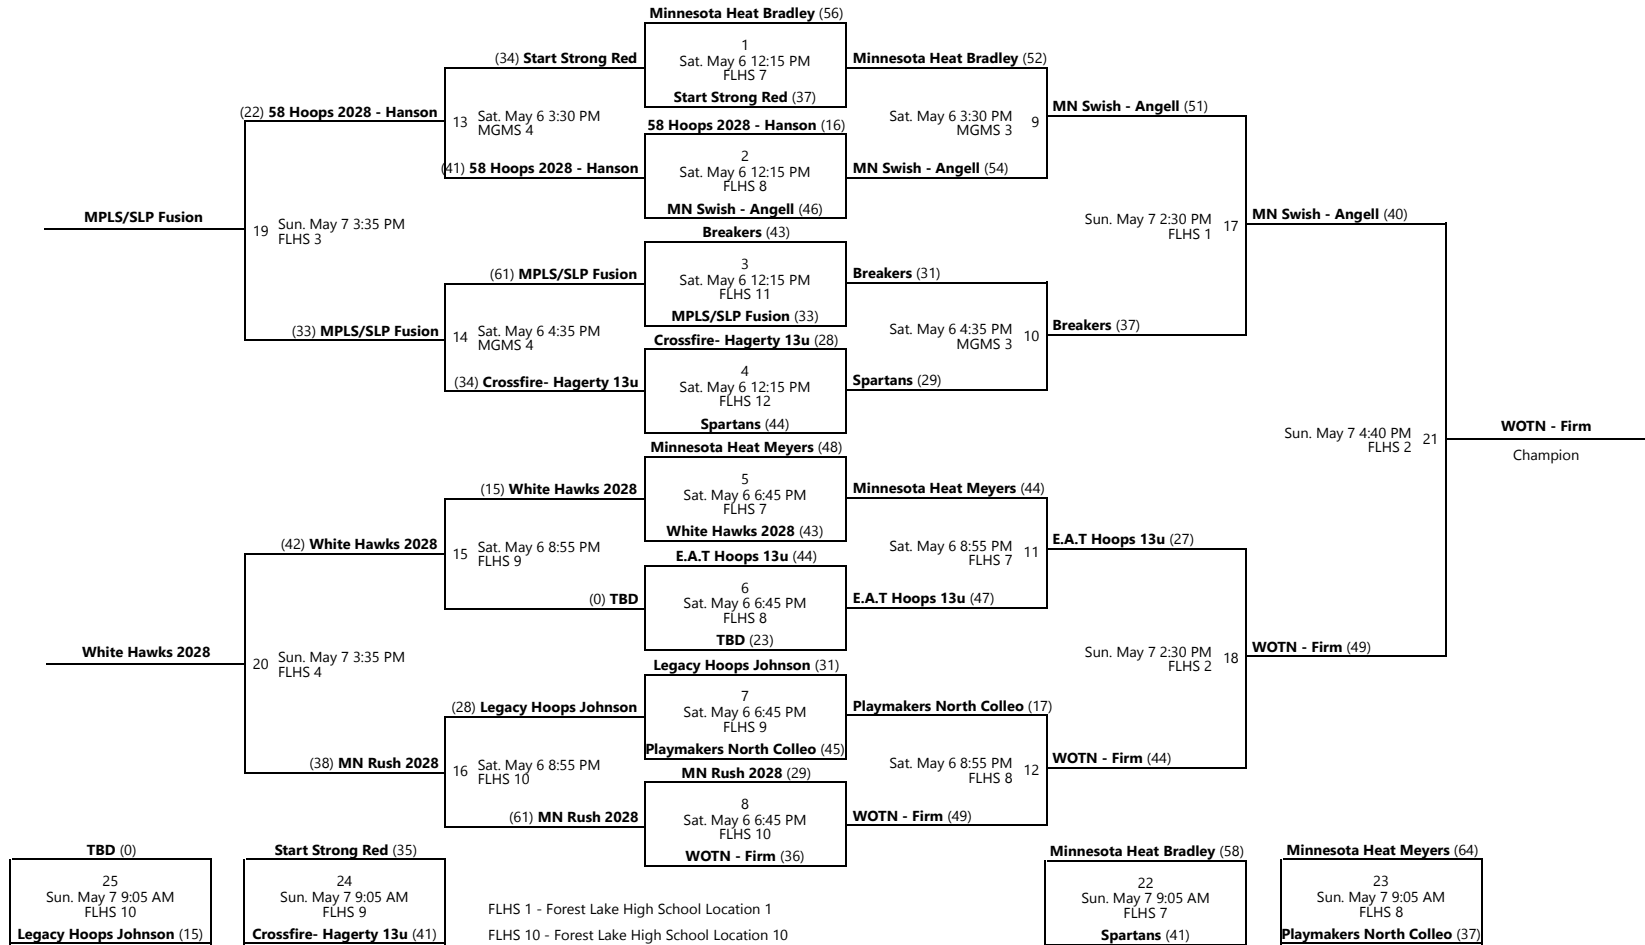 Minnesota Heat Bradley (56)
1
Sat. May 6 12:15 PM
FLHS 7
Start Strong Red (37)
58 Hoops 2028 - Hanson (16)
2
Sat. May 6 12:15 PM
FLHS 8
MN Swish - Angell (46)
Breakers (43)
3
Sat. May 6 12:15 PM
FLHS 11
MPLS/SLP Fusion (33)
Crossfire- Hagerty 13u (28)
4
Sat. May 6 12:15 PM
FLHS 12
Spartans (44)
Minnesota Heat Meyers (48)
5
Sat. May 6 6:45 PM
FLHS 7
White Hawks 2028 (43)
E.A.T Hoops 13u (44)
6
Sat. May 6 6:45 PM
FLHS 8
TBD (23)
Legacy Hoops Johnson (31)
7
Sat. May 6 6:45 PM
FLHS 9
Playmakers North Colleo (45)
MN Rush 2028 (29)
8
Sat. May 6 6:45 PM
FLHS 10
WOTN - Firm (36)
(34) Start Strong Red
13 Sat. May 6 3:30 PM
MGMS 4
(41) 58 Hoops 2028 - Hanson
(61) MPLS/SLP Fusion
14 Sat. May 6 4:35 PM
MGMS 4
(34) Crossfire- Hagerty 13u
(15) White Hawks 2028
15 Sat. May 6 8:55 PM
FLHS 9
(0) TBD
(28) Legacy Hoops Johnson
16 Sat. May 6 8:55 PM
FLHS 10
(61) MN Rush 2028
(22) 58 Hoops 2028 - Hanson
19 Sun. May 7 3:35 PM
FLHS 3
(33) MPLS/SLP Fusion
(42) White Hawks 2028
20 Sun. May 7 3:35 PM
FLHS 4
(38) MN Rush 2028
MPLS/SLP Fusion
White Hawks 2028
Minnesota Heat Bradley (52)
Sat. May 6 3:30 PM 9
MGMS 3
MN Swish - Angell (54)
Breakers (31)
Sat. May 6 4:35 PM 10
MGMS 3
Spartans (29)
Minnesota Heat Meyers (44)
Sat. May 6 8:55 PM 11
FLHS 7
E.A.T Hoops 13u (47)
Playmakers North Colleo (17)
Sat. May 6 8:55 PM 12
FLHS 8
WOTN - Firm (49)
MN Swish - Angell (51)
Sun. May 7 2:30 PM 17
FLHS 1
Breakers (37)
E.A.T Hoops 13u (27)
Sun. May 7 2:30 PM 18
FLHS 2
WOTN - Firm (44)
MN Swish - Angell (40)
Sun. May 7 4:40 PM 21
FLHS 2
WOTN - Firm (49)
WOTN - Firm
Champion
TBD (0)
25
Sun. May 7 9:05 AM
FLHS 10
Legacy Hoops Johnson (15)
Start Strong Red (35)
24
Sun. May 7 9:05 AM
FLHS 9
Crossfire- Hagerty 13u (41)
FLHS 1 - Forest Lake High School Location 1
FLHS 10 - Forest Lake High School Location 10
Minnesota Heat Bradley (58)
22
Sun. May 7 9:05 AM
FLHS 7
Spartans (41)
Minnesota Heat Meyers (64)
23
Sun. May 7 9:05 AM
FLHS 8
Playmakers North Colleo (37)